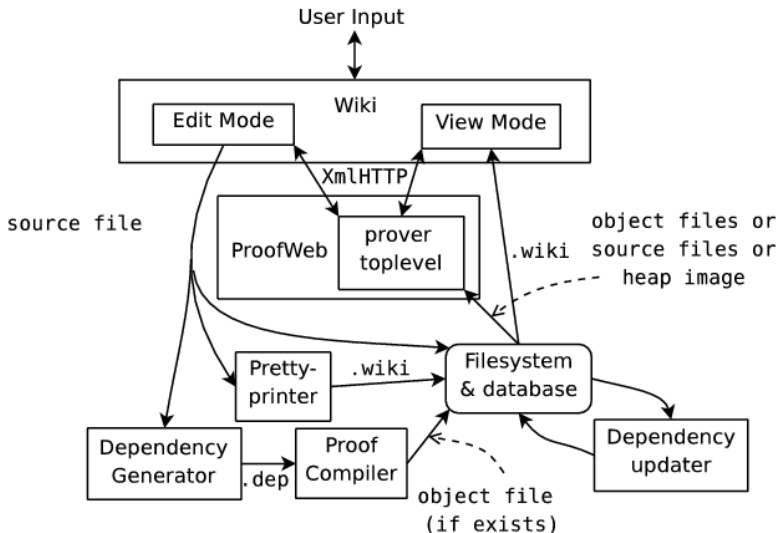 User Input
Wiki
Edit Mode
View Mode
XmlHTTP
source file
ProofWeb
prover
toplevel
.wiki
object files or
source files or
heap image
Pretty-
printer
.wiki
Filesystem
& database
Dependency
Generator
.dep
Proof
Compiler
object file
(if exists)
Dependency
updater